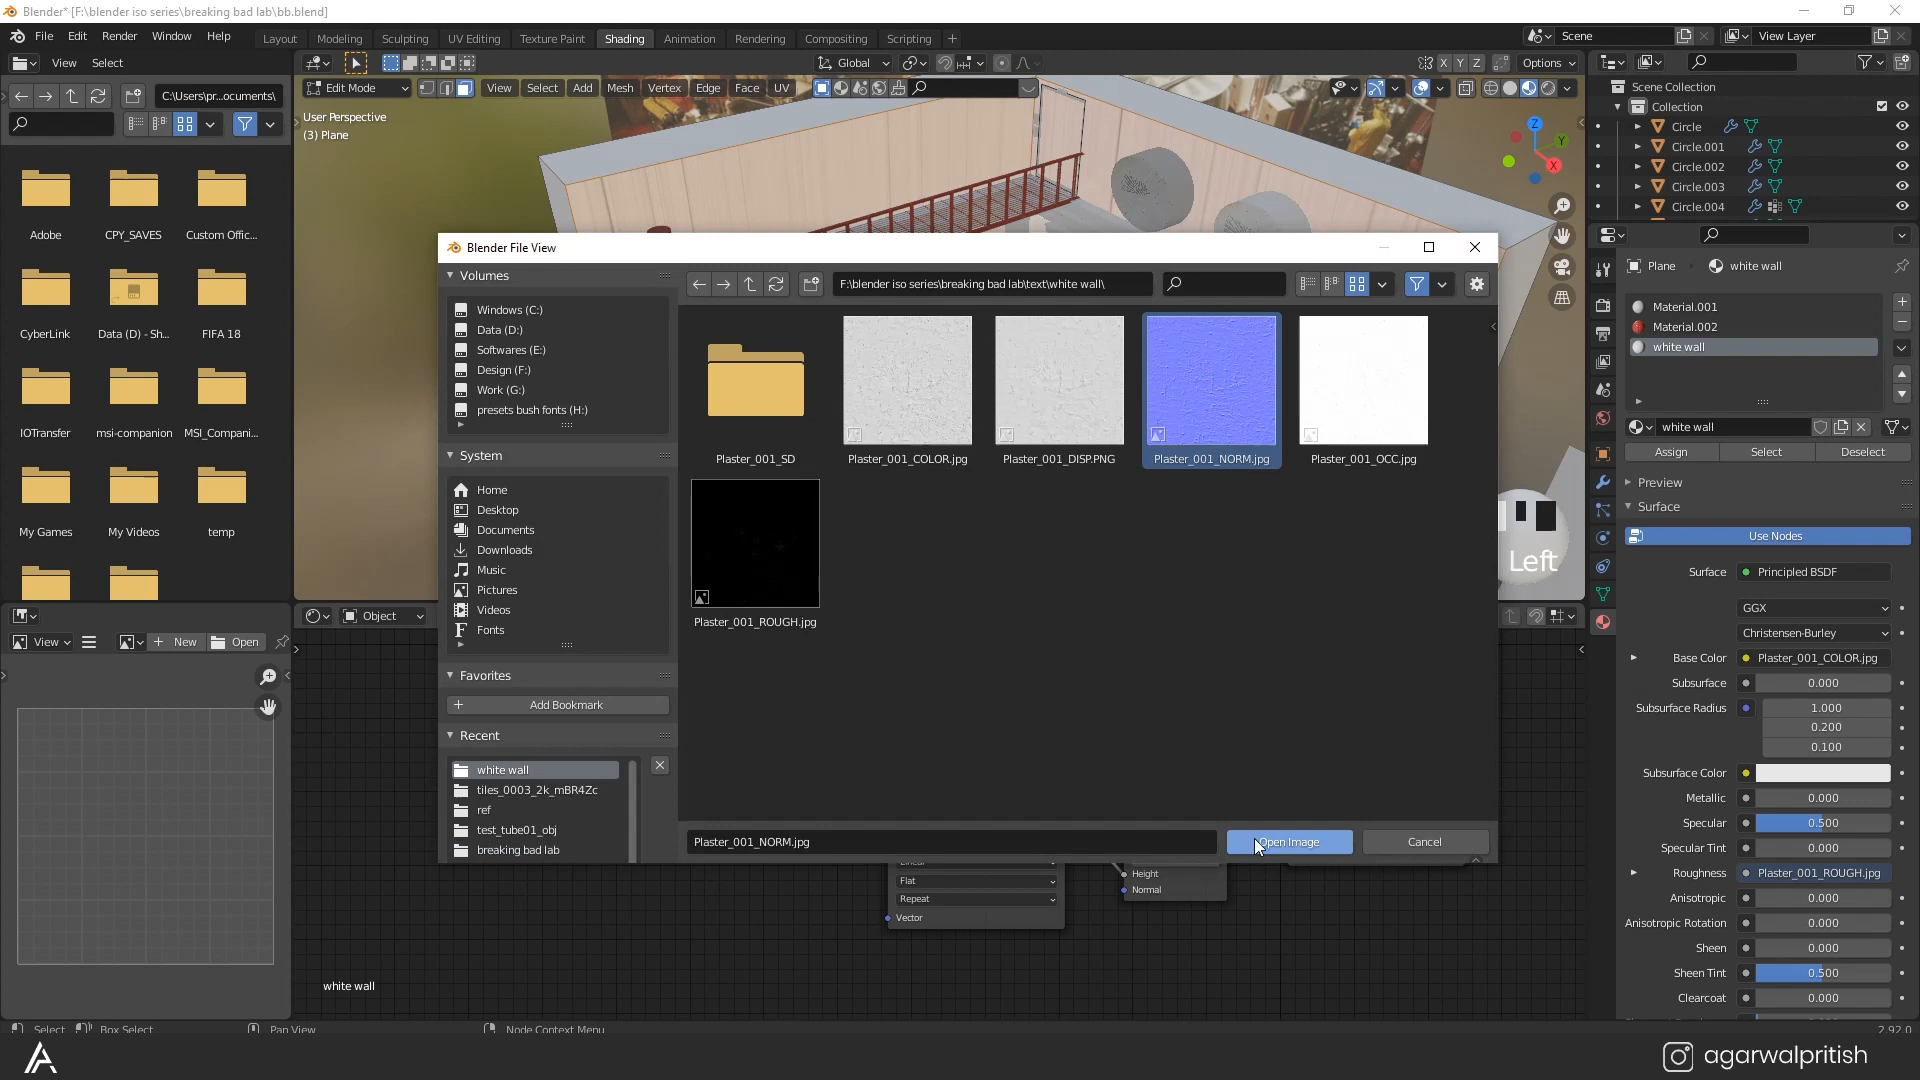 Blender* [F:\blender iso series\breaking bad lab\bb.blend]
File Edit Render Window Help
Layout Modeling Sculpting UV Editing Texture Paint Shading Animation Rendering Compositing Scripting
Scene View Layer
View Select
Global Options
X Y Z
C:\Users\pr...ocuments\
Edit Mode View Select Add Mesh Vertex Edge Face UV
User Perspective
(3) Plane
Scene Collection
Collection
Circle
Circle.001
Circle.002
Circle.003
Circle.004
Adobe CPY_SAVES Custom Offic...
CyberLink Data (D) - Sh... FIFA 18
IOTransfer msi-companion MSI_Compani...
My Games My Videos temp
Z Y X
Blender File View
Volumes
Windows (C:)
Data (D:)
Softwares (E:)
Design (F:)
Work (G:)
presets bush fonts (H:)
System
Home
Desktop
Documents
Downloads
Music
Pictures
Videos
Fonts
Favorites
Add Bookmark
Recent
white wall
tiles_0003_2k_mBR4Zc
ref
test_tube01_obj
breaking bad lab
F:\blender iso series\breaking bad lab\text\white wall\
Plaster_001_SD Plaster_001_COLOR.jpg Plaster_001_DISP.PNG Plaster_001_NORM.jpg Plaster_001_OCC.jpg
Plaster_001_ROUGH.jpg
Plaster_001_NORM.jpg Open Image Cancel
Left
Plane white wall
Material.001
Material.002
white wall
white wall
Assign Select Deselect
Preview
Surface
Use Nodes
Surface Principled BSDF
GGX
Christensen-Burley
Base Color Plaster_001_COLOR.jpg
Subsurface 0.000
Subsurface Radius 1.000
0.200
0.100
Subsurface Color
Metallic 0.000
Specular 0.500
Specular Tint 0.000
Roughness Plaster_001_ROUGH.jpg
Anisotropic 0.000
Anisotropic Rotation 0.000
Sheen 0.000
Sheen Tint 0.500
Clearcoat 0.000
Object
View New Open
Linear
Flat
Repeat
Vector
Height
Normal
white wall
Select Box Select Pan View Node Context Menu 2.92.0
agarwalpritish